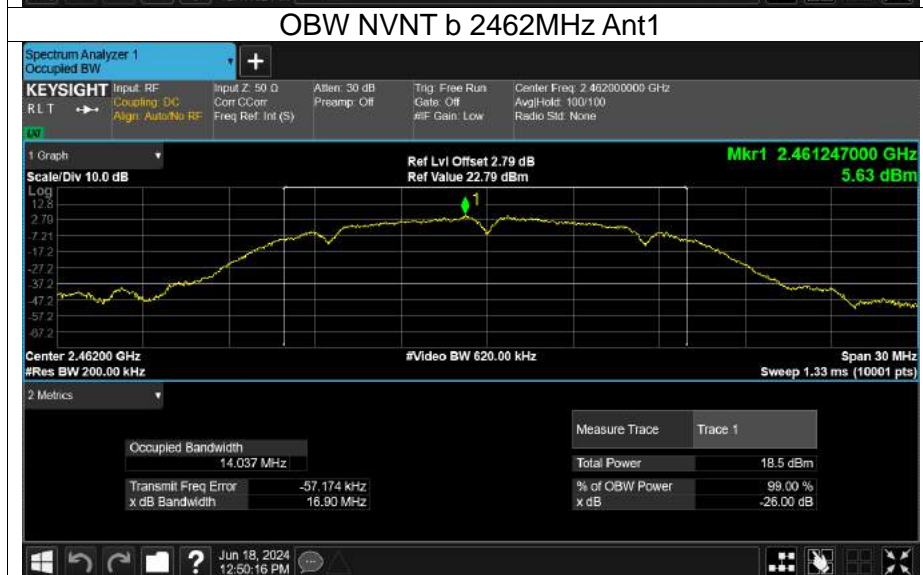 OBW NVNT b 2462MHz Ant1
Spectrum Analyzer 1
Occupied BW
+
KEYSIGHT Input: RF Input Z: 50 Ω Atten: 30 dB Trig: Free Run Center Freq: 2.462000000 GHz
RLT Coupling: DC Corr CCorr Preamp: Off Gate: Off Avg|Hold: 100/100
Align: Auto/No RF Freq Ref: Int (S) #IF Gain: Low Radio Std: None
1 Graph Ref Lvl Offset 2.79 dB Mkr1 2.461247000 GHz
Scale/Div 10.0 dB Ref Value 22.79 dBm 5.63 dBm
Log
12.8
1
2.79
-7.21
-17.2
-27.2
-37.2
-47.2
-57.2
-67.2
Center 2.46200 GHz #Video BW 620.00 kHz Span 30 MHz
#Res BW 200.00 kHz Sweep 1.33 ms (10001 pts)
2 Metrics
Measure Trace Trace 1
Occupied Bandwidth
14.037 MHz Total Power 18.5 dBm
Transmit Freq Error -57.174 kHz % of OBW Power 99.00 %
x dB Bandwidth 16.90 MHz x dB -26.00 dB
? Jun 18, 2024
12:50:16 PM